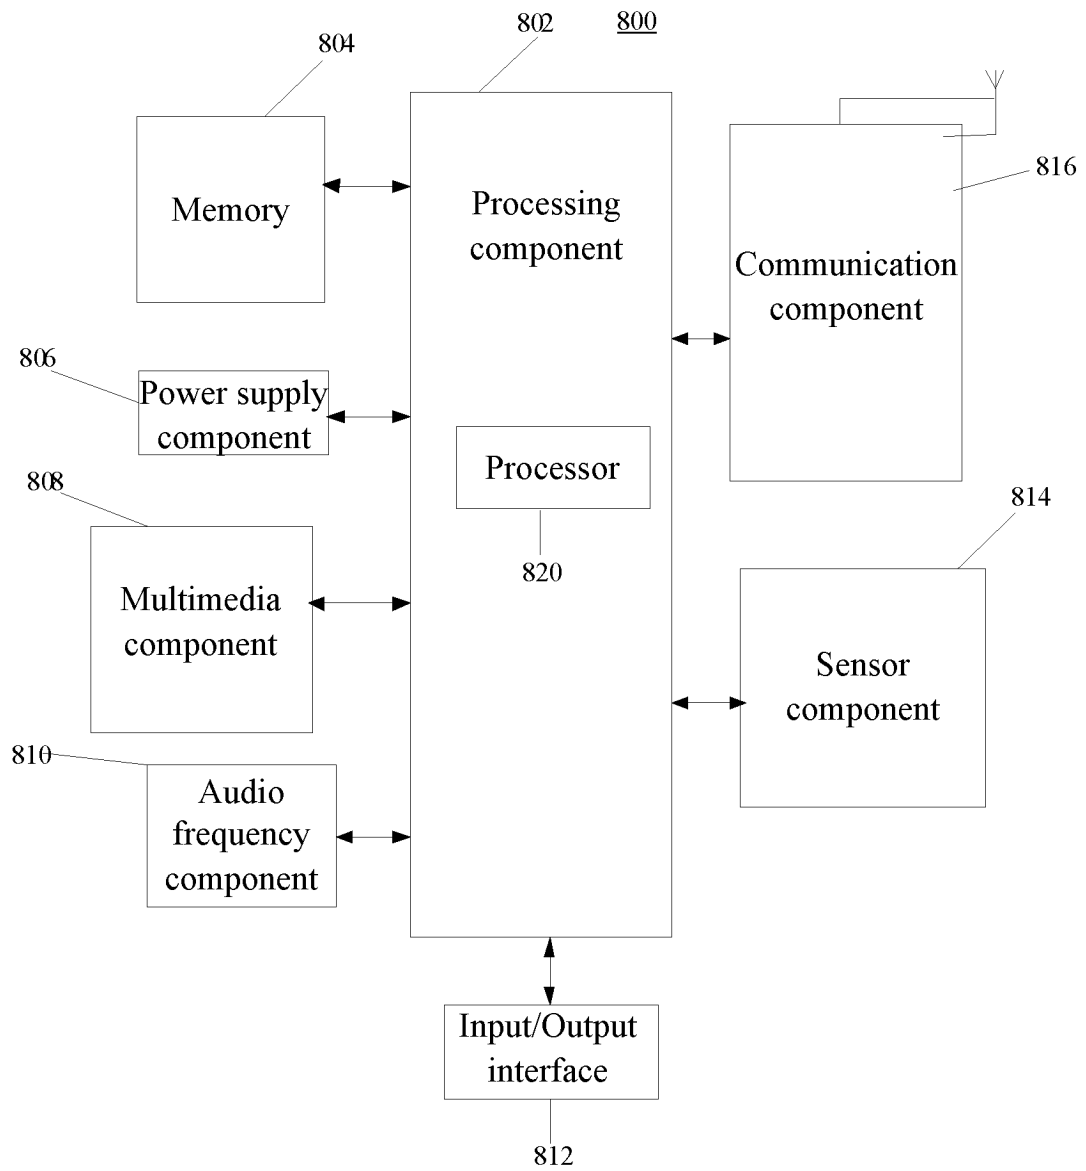 802
800
804
816
Memory
Processing
component
Communication
component
806
Power supply
component
808
Processor
820
814
Multimedia
component
Sensor
component
810
Audio
frequency
component
Input/Output
interface
812